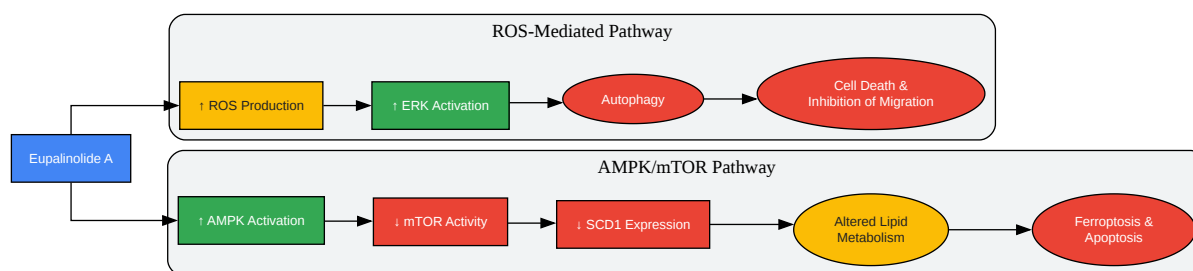 ROS-Mediated Pathway
↑ ROS Production
↑ ERK Activation
Autophagy
Cell Death &
Inhibition of Migration
Eupalinolide A
AMPK/mTOR Pathway
↑ AMPK Activation
↓ mTOR Activity
↓ SCD1 Expression
Altered Lipid
Metabolism
Ferroptosis &
Apoptosis